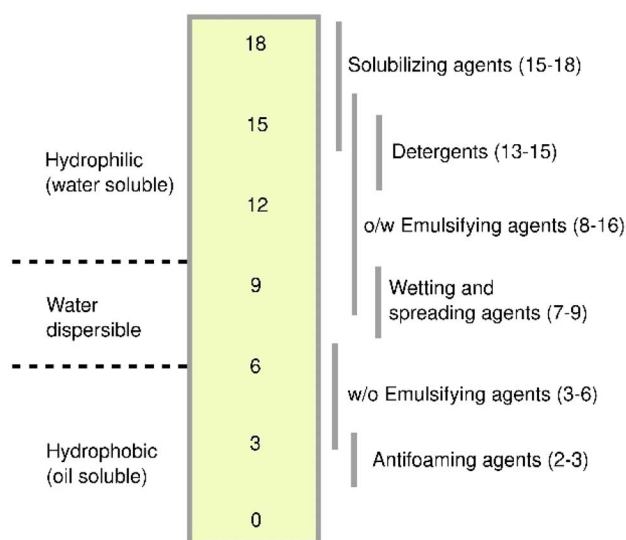 18
Solubilizing agents (15-18)
15
Detergents (13-15)
Hydrophilic
(water soluble)
12
o/w Emulsifying agents (8-16)
9
Wetting and
spreading agents (7-9)
Water
dispersible
6
w/o Emulsifying agents (3-6)
3
Antifoaming agents (2-3)
Hydrophobic
(oil soluble)
0